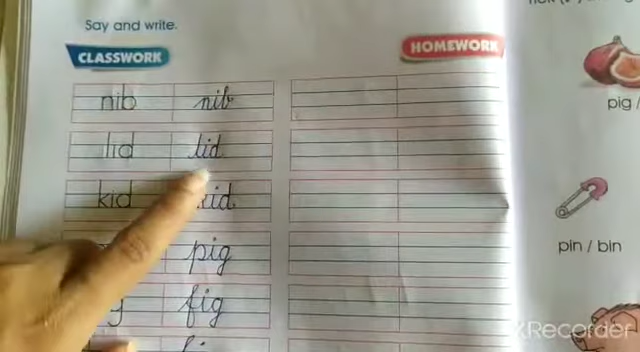 Say and write.
CLASSWORK
HOMEWORK
nib nib
lid lid
kid kid
pig
fig
pig /
pin / bin
XRecorder